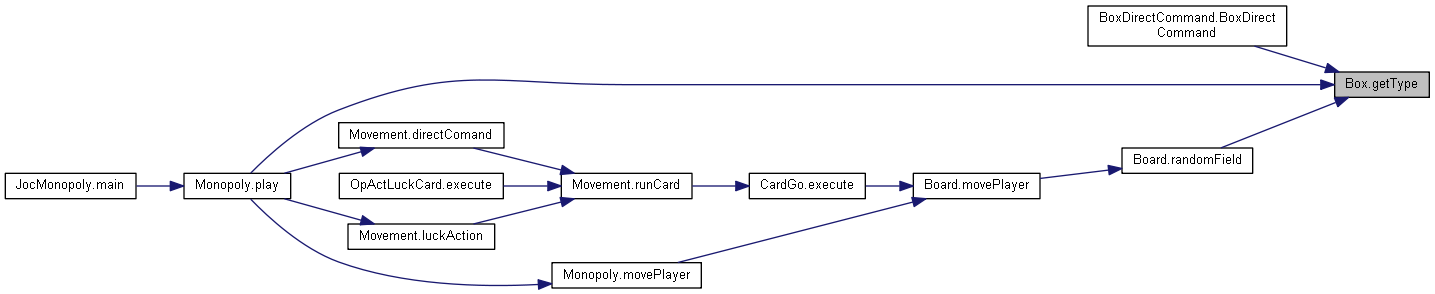 BoxDirectCommand.BoxDirect
Command
Box.getType
Movement.directComand
Board.randomField
JocMonopoly.main
Monopoly.play
OpActLuckCard.execute
Movement.runCard
CardGo.execute
Board.movePlayer
Movement.luckAction
Monopoly.movePlayer